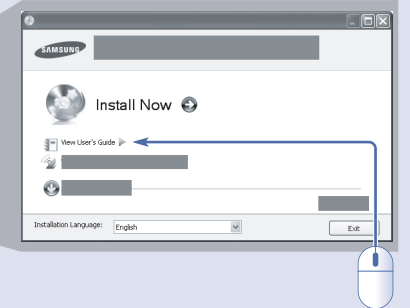 SAMSUNG
Install Now
View User's Guide
Installation Language:
English
Exit